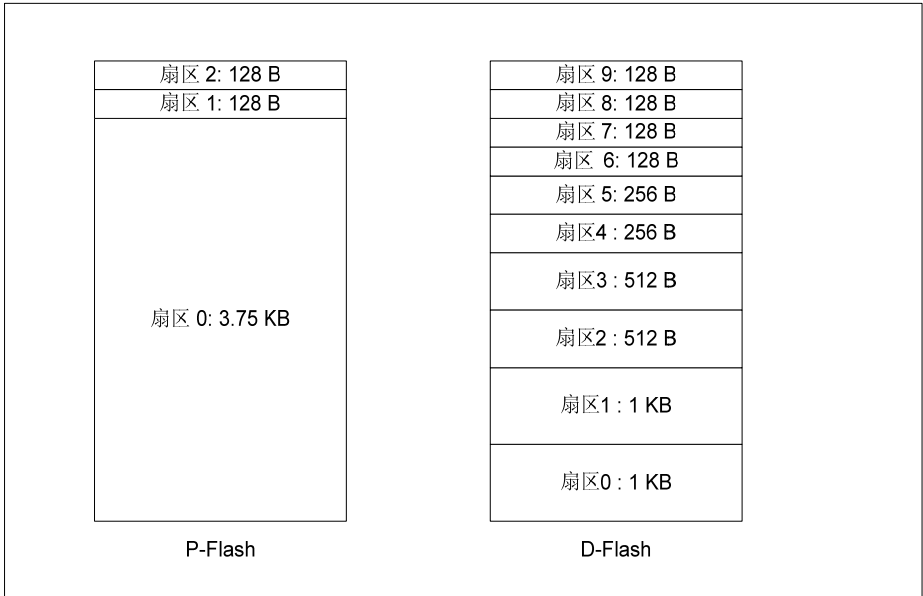 扇区 2: 128 B
扇区 1: 128 B
扇区 0: 3.75 KB
P-Flash
扇区 9: 128 B
扇区 8: 128 B
扇区 7: 128 B
扇区 6: 128 B
扇区 5: 256 B
扇区4 : 256 B
扇区3 : 512 B
扇区2 : 512 B
扇区1 : 1 KB
扇区0 : 1 KB
D-Flash